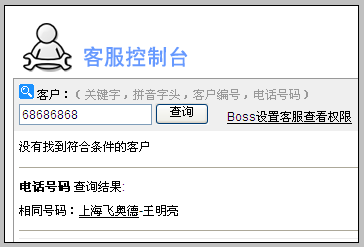 客服控制台
客户：（关键字，拼音字头，客户编号，电话号码）
68686868 查询 Boss设置客服查看权限
没有找到符合条件的客户
电话号码 查询结果:
相同号码：上海飞奥德-王明亮